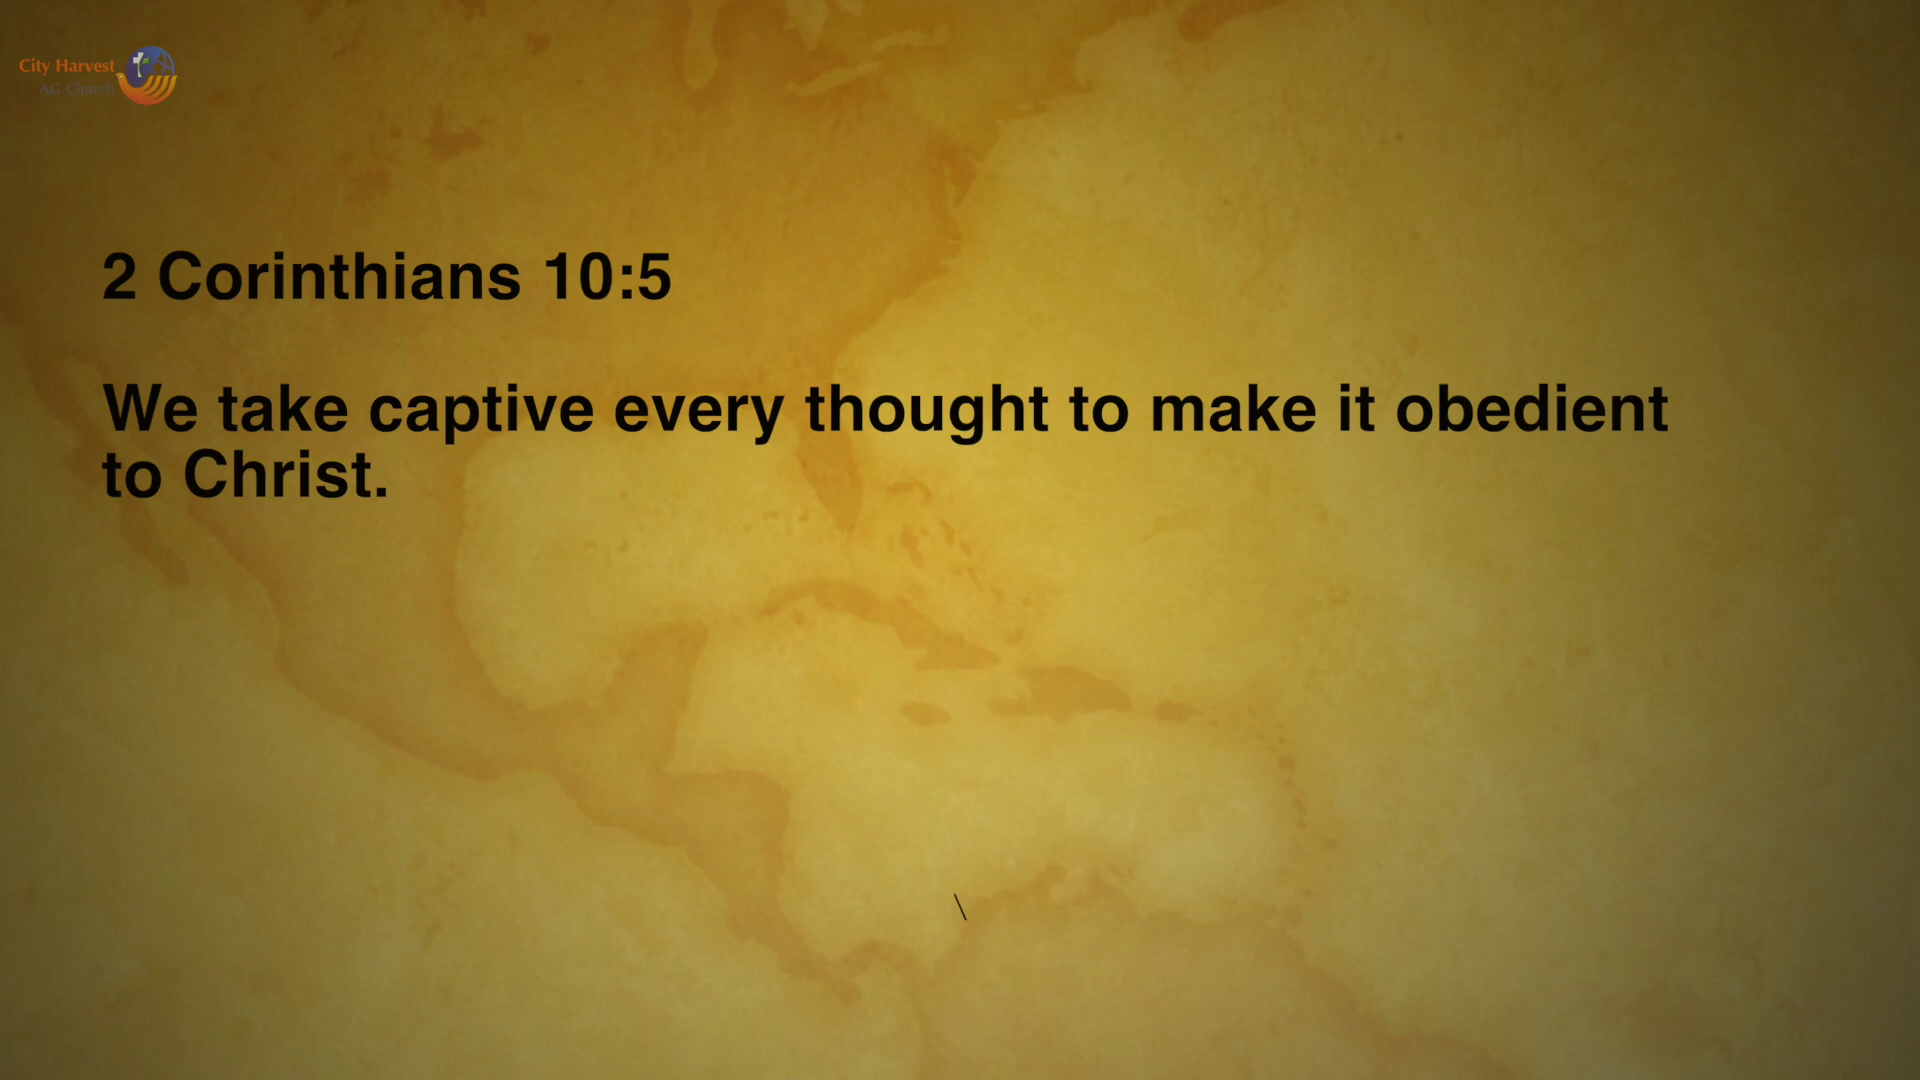 City Harvest
AG Church
2 Corinthians 10:5
We take captive every thought to make it obedient
to Christ.
\